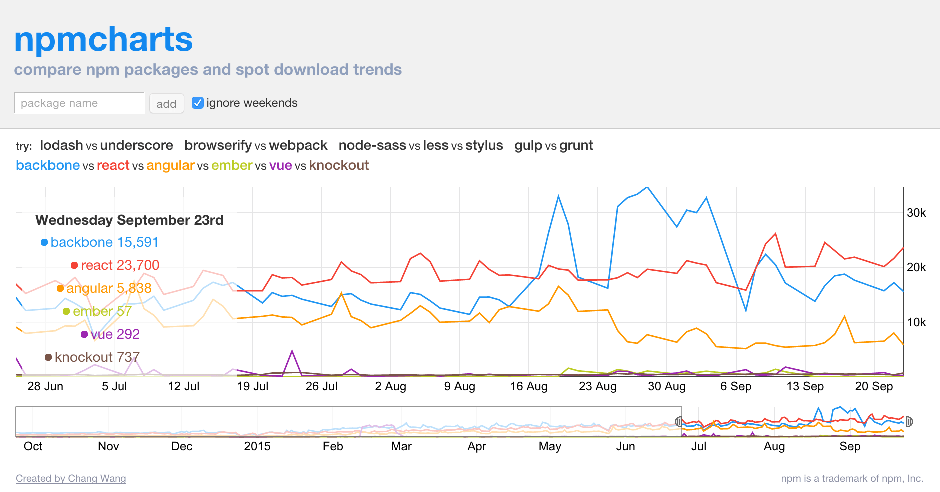 npmcharts
compare npm packages and spot download trends
package name add ignore weekends
try: lodash vs underscore browserify vs webpack node-sass vs less vs stylus gulp vs grunt
backbone vs react vs angular vs ember vs vue vs knockout
Wednesday September 23rd
backbone 15,591
react 23,700
angular 5,838
ember 57
vue 292
knockout 737
30k
20k
10k
28 Jun 5 Jul 12 Jul 19 Jul 26 Jul 2 Aug 9 Aug 16 Aug 23 Aug 30 Aug 6 Sep 13 Sep 20 Sep
Oct Nov Dec 2015 Feb Mar Apr May Jun Jul Aug Sep
Created by Chang Wang npm is a trademark of npm, Inc.